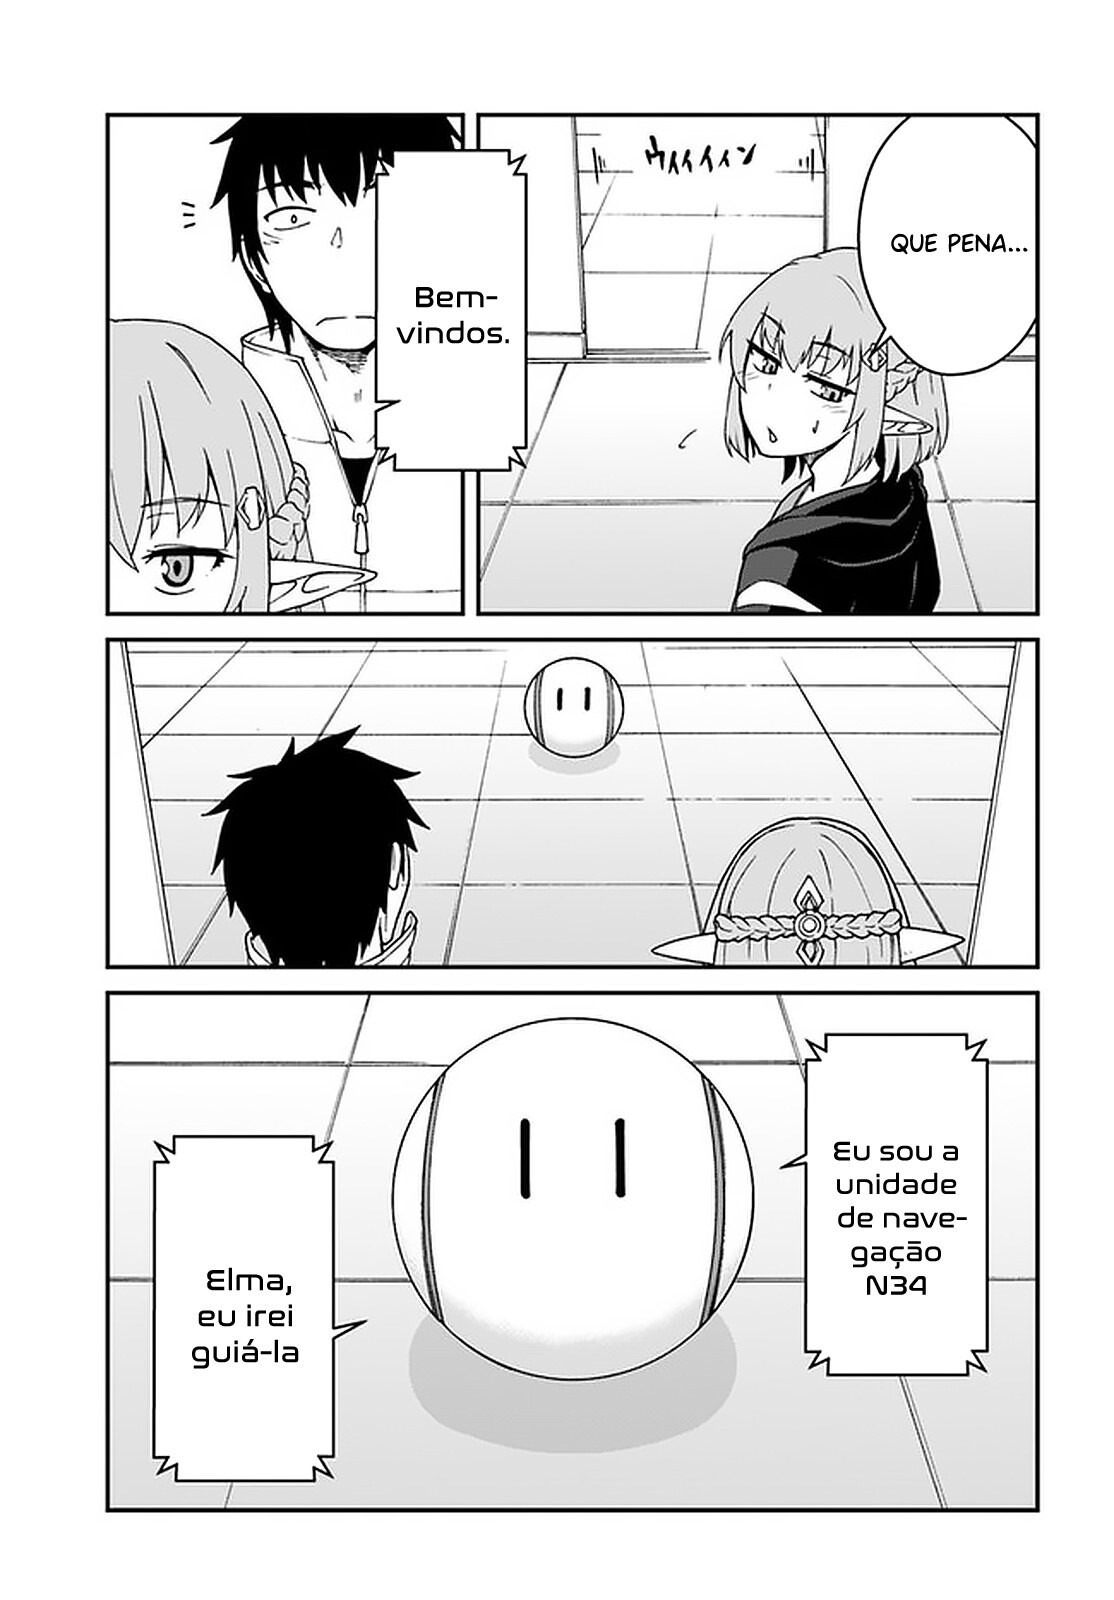 ウィイイイン
QUE PENA...
Bem-
vindos.
Eu sou a
unidade
de nave-
gação
N34
Elma,
eu irei
guiá-la